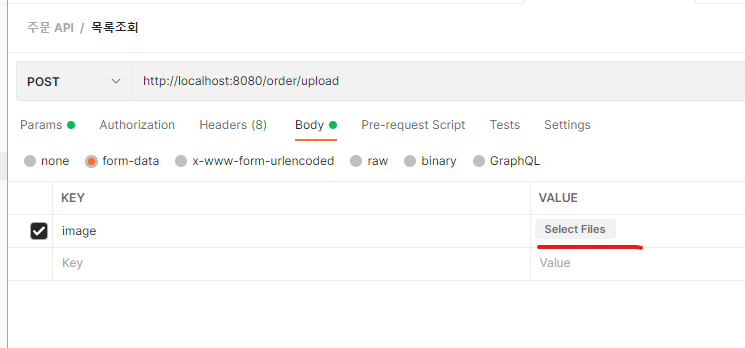 주문 API / 목록조회
POST http://localhost:8080/order/upload
Params Authorization Headers (8) Body Pre-request Script Tests Settings
none form-data x-www-form-urlencoded raw binary GraphQL
KEY VALUE
image Select Files
Key Value